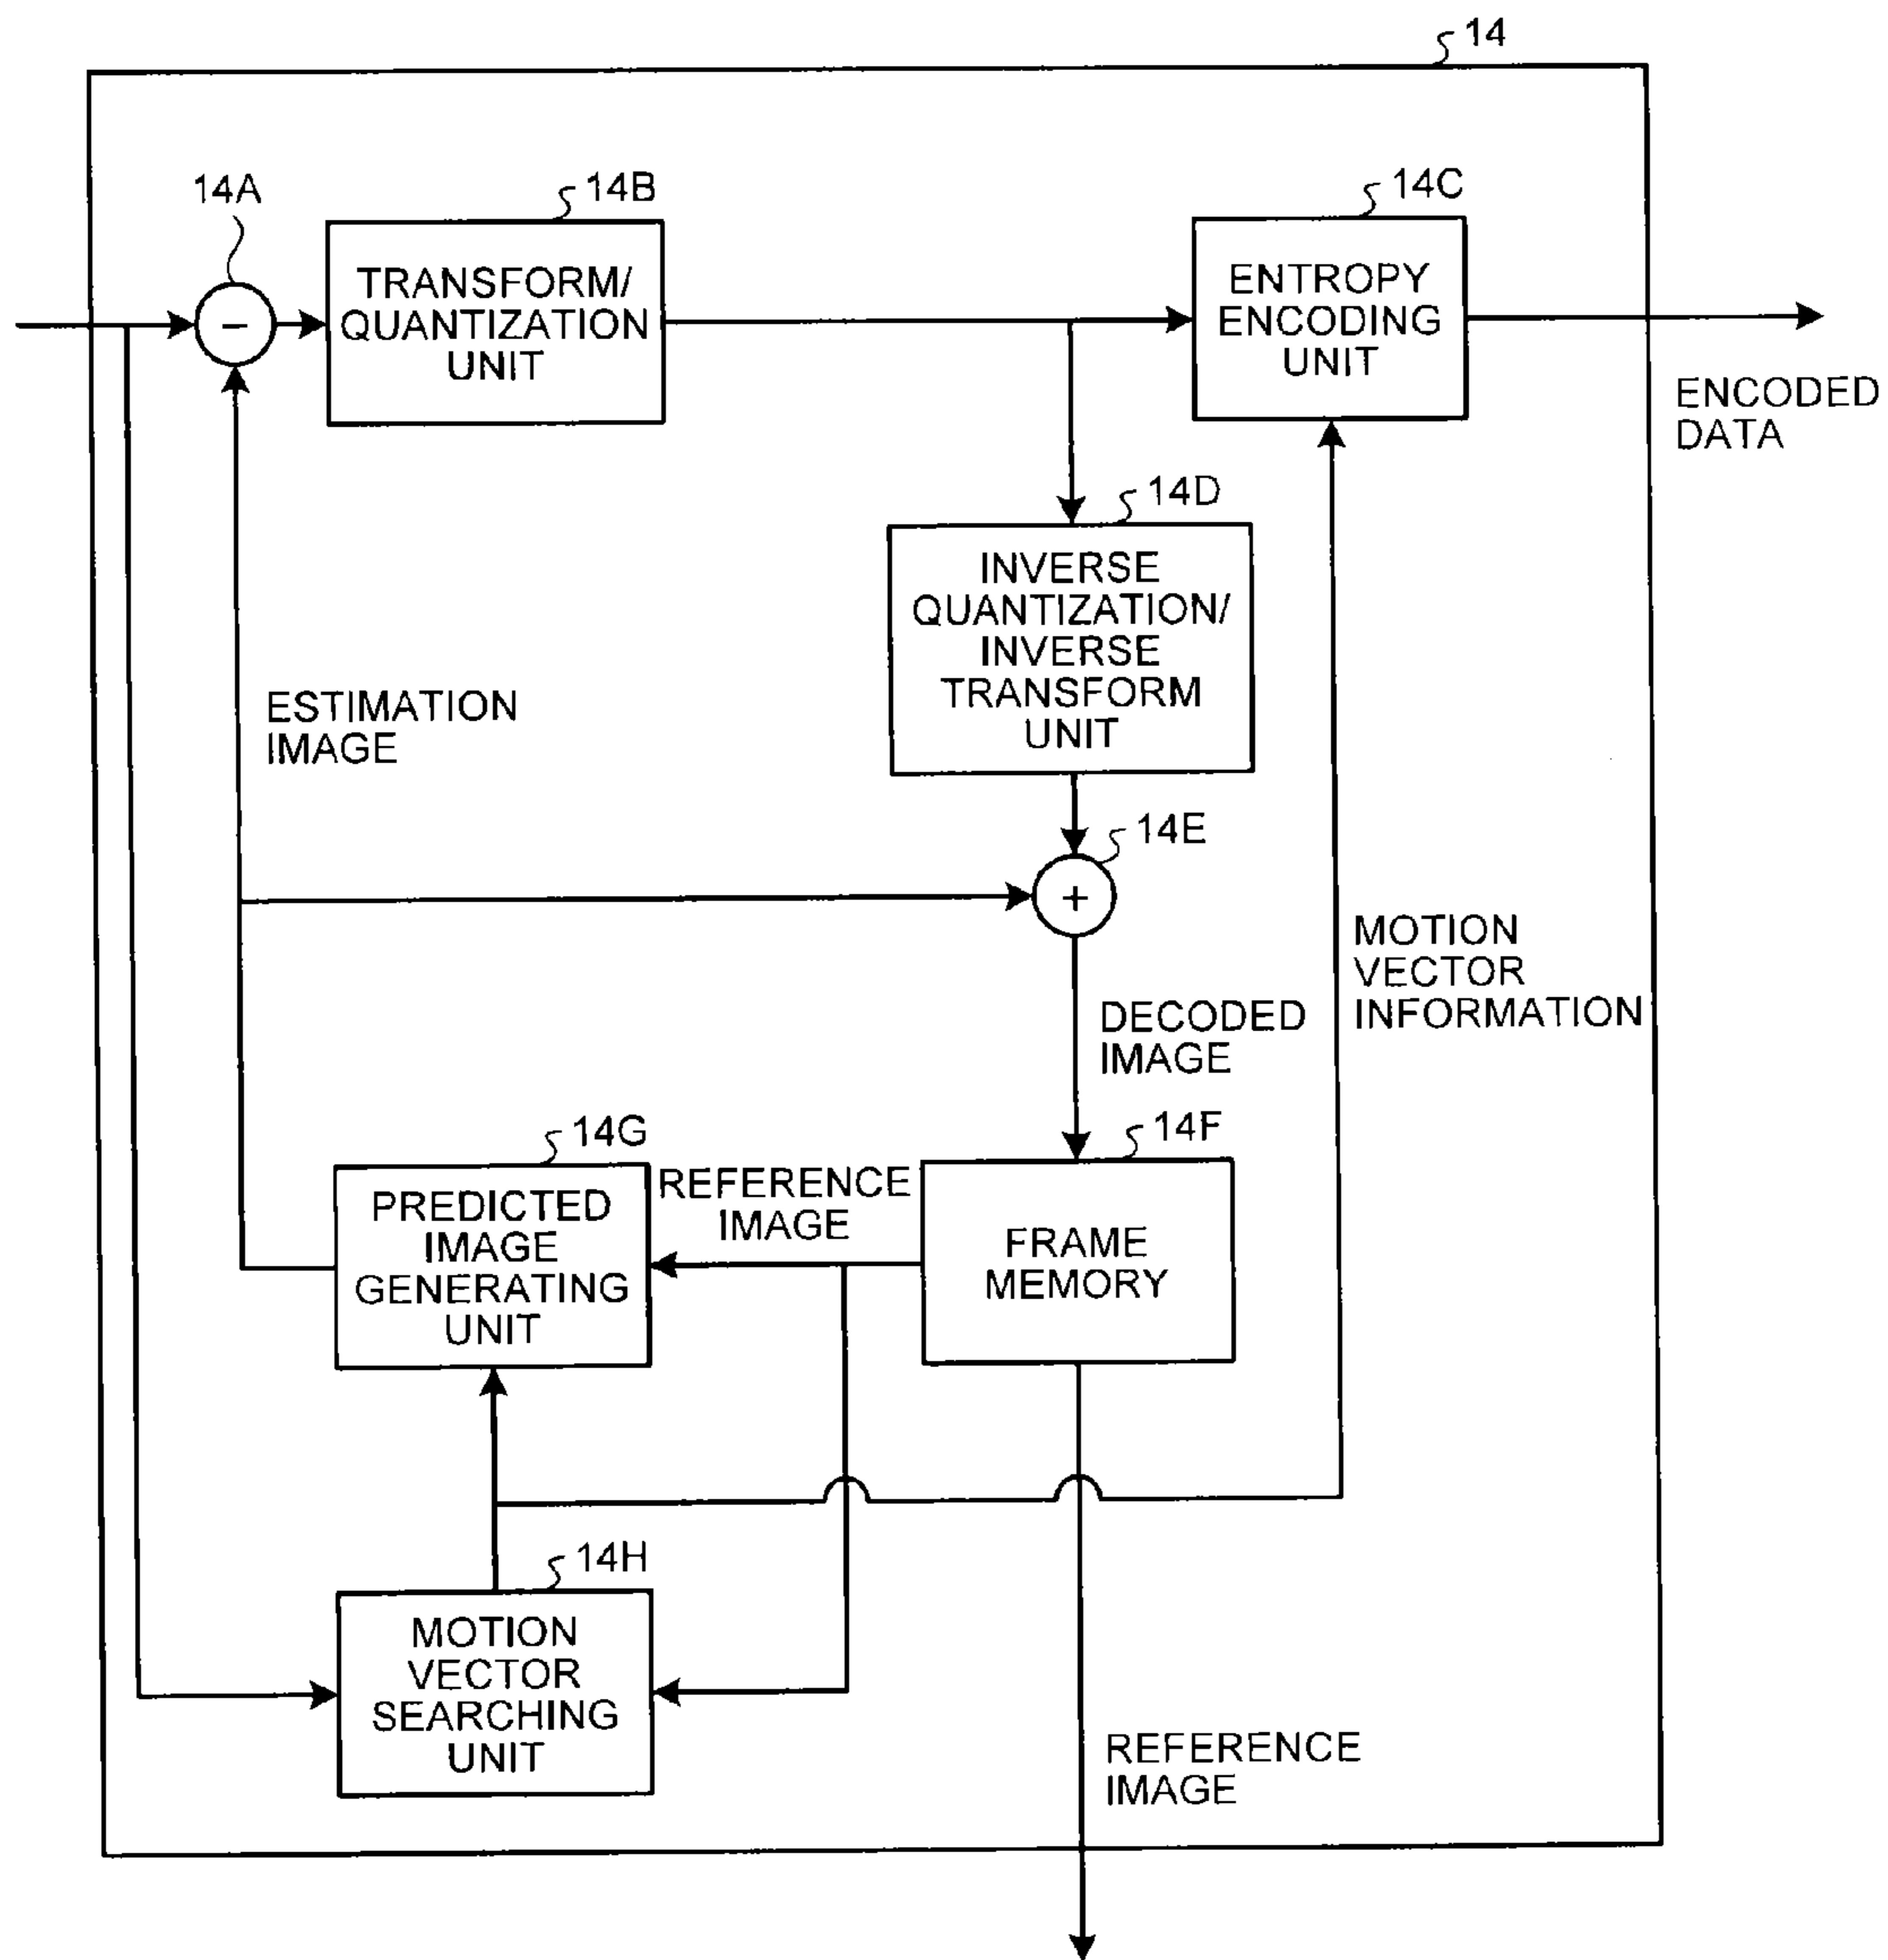 14
14A
14B
14C
-
TRANSFORM/
QUANTIZATION
UNIT
ENTROPY
ENCODING
UNIT
ENCODED
DATA
14D
INVERSE
QUANTIZATION/
INVERSE
TRANSFORM
UNIT
ESTIMATION
IMAGE
14E
+
MOTION
VECTOR
INFORMATION
DECODED
IMAGE
14G
14F
PREDICTED
IMAGE
GENERATING
UNIT
REFERENCE
IMAGE
FRAME
MEMORY
14H
MOTION
VECTOR
SEARCHING
UNIT
REFERENCE
IMAGE